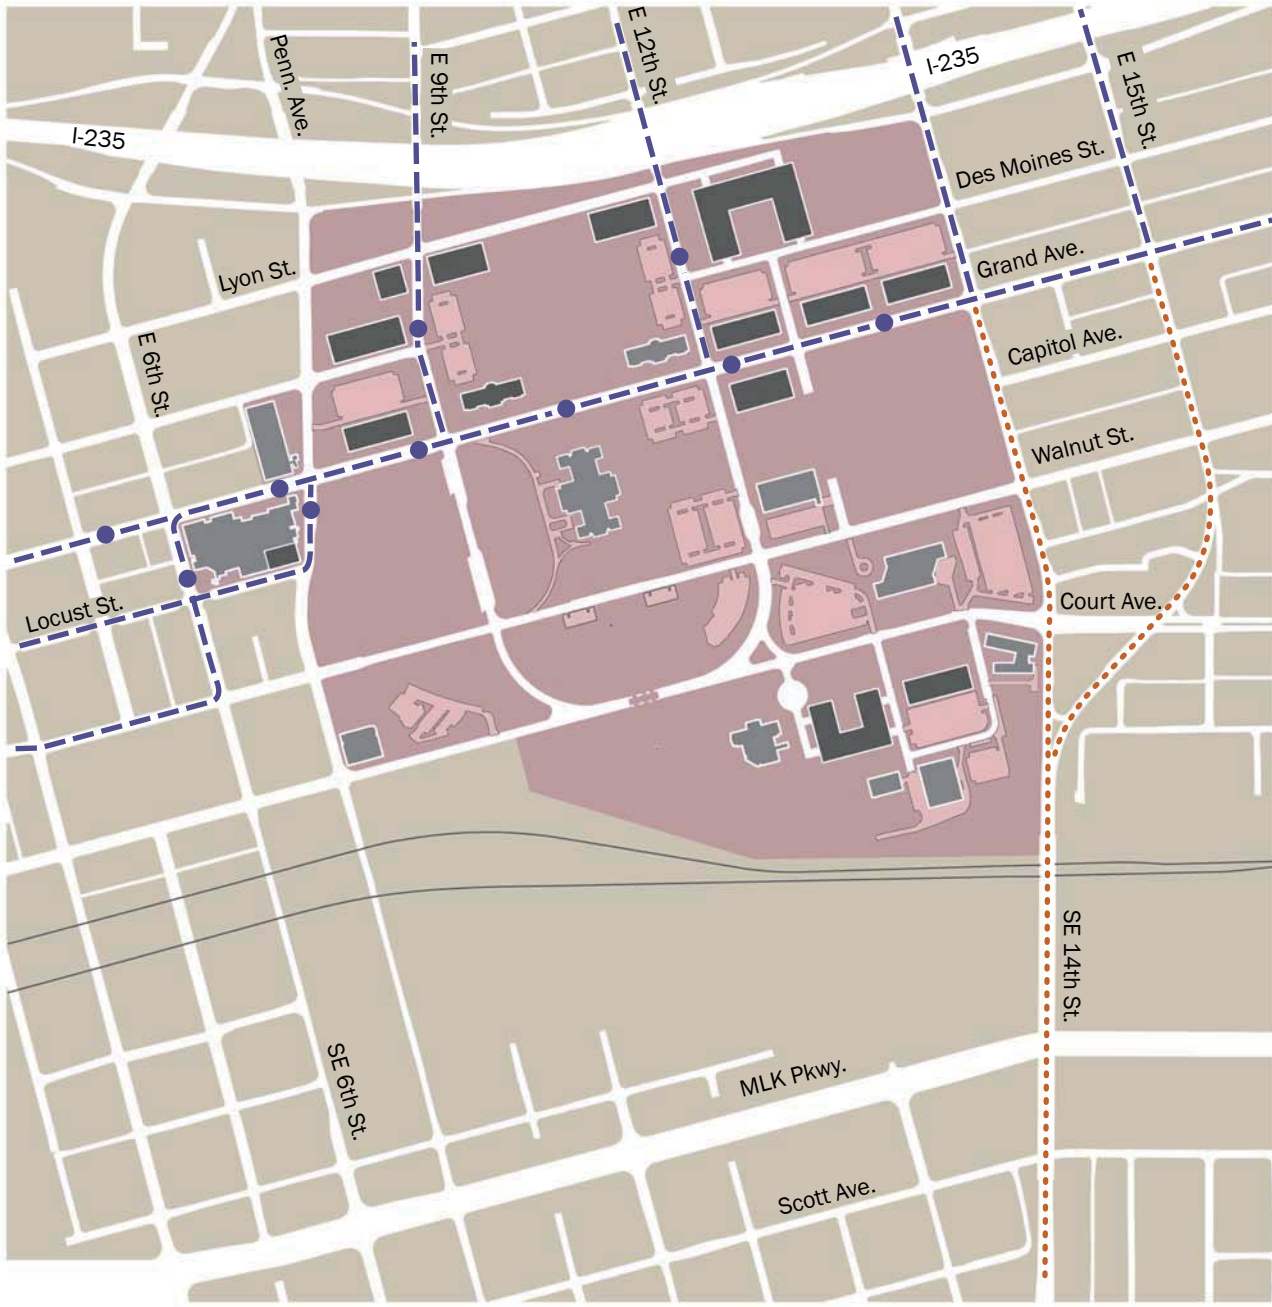 E 12th St.
Penn. Ave.
E 9th St.
I-235
E 15th St.
I-235
Des Moines St.
Lyon St.
Grand Ave.
E 6th St.
Capitol Ave.
Walnut St.
Locust St.
Court Ave.
SE 14th St.
SE 6th St.
MLK Pkwy.
Scott Ave.